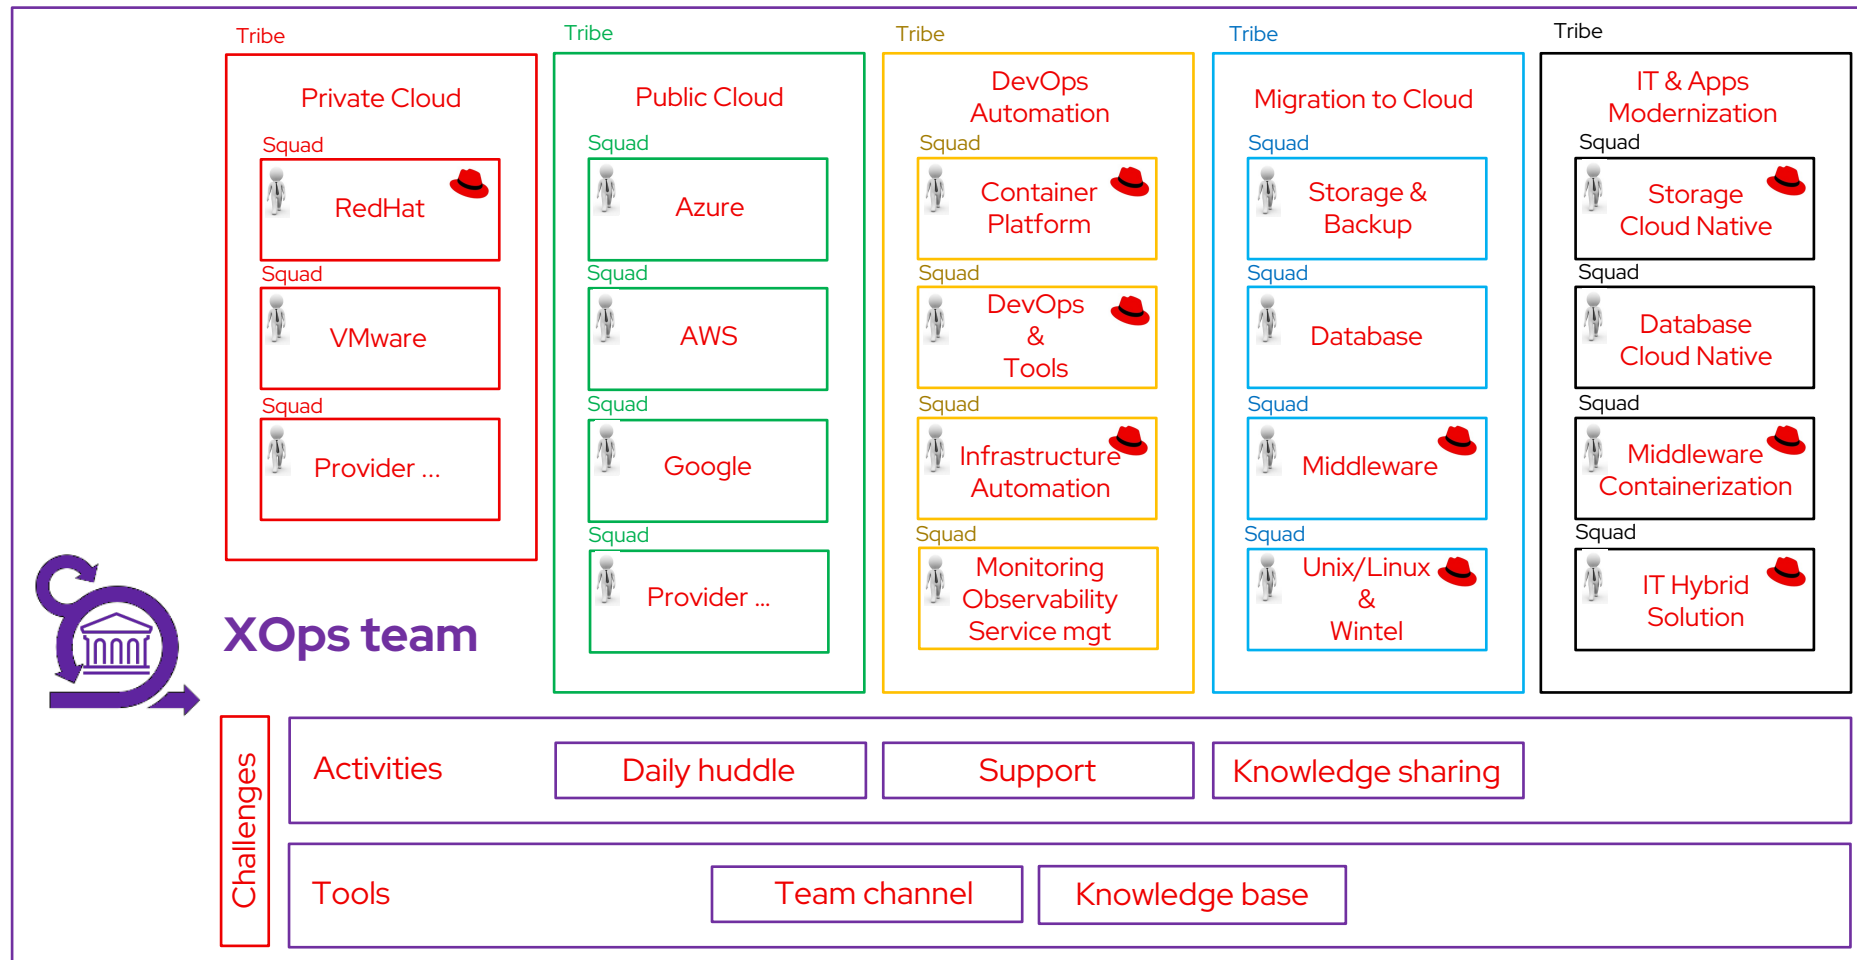 Tribe
Private Cloud
Squad
RedHat
Squad
VMware
Squad
Provider ...
Tribe
Public Cloud
Squad
Azure
Squad
AWS
Squad
Google
Squad
Provider ...
Tribe
DevOps
Automation
Squad
Container
Platform
Squad
DevOps
&
Tools
Squad
Infrastructure
Automation
Squad
Monitoring
Observability
Service mgt
Tribe
Migration to Cloud
Squad
Storage &
Backup
Squad
Database
Squad
Middleware
Squad
Unix/Linux
&
Wintel
Tribe
IT & Apps
Modernization
Squad
Storage
Cloud Native
Squad
Database
Cloud Native
Squad
Middleware
Containerization
Squad
IT Hybrid
Solution
XOps team
Challenges
Activities
Daily huddle
Support
Knowledge sharing
Tools
Team channel
Knowledge base